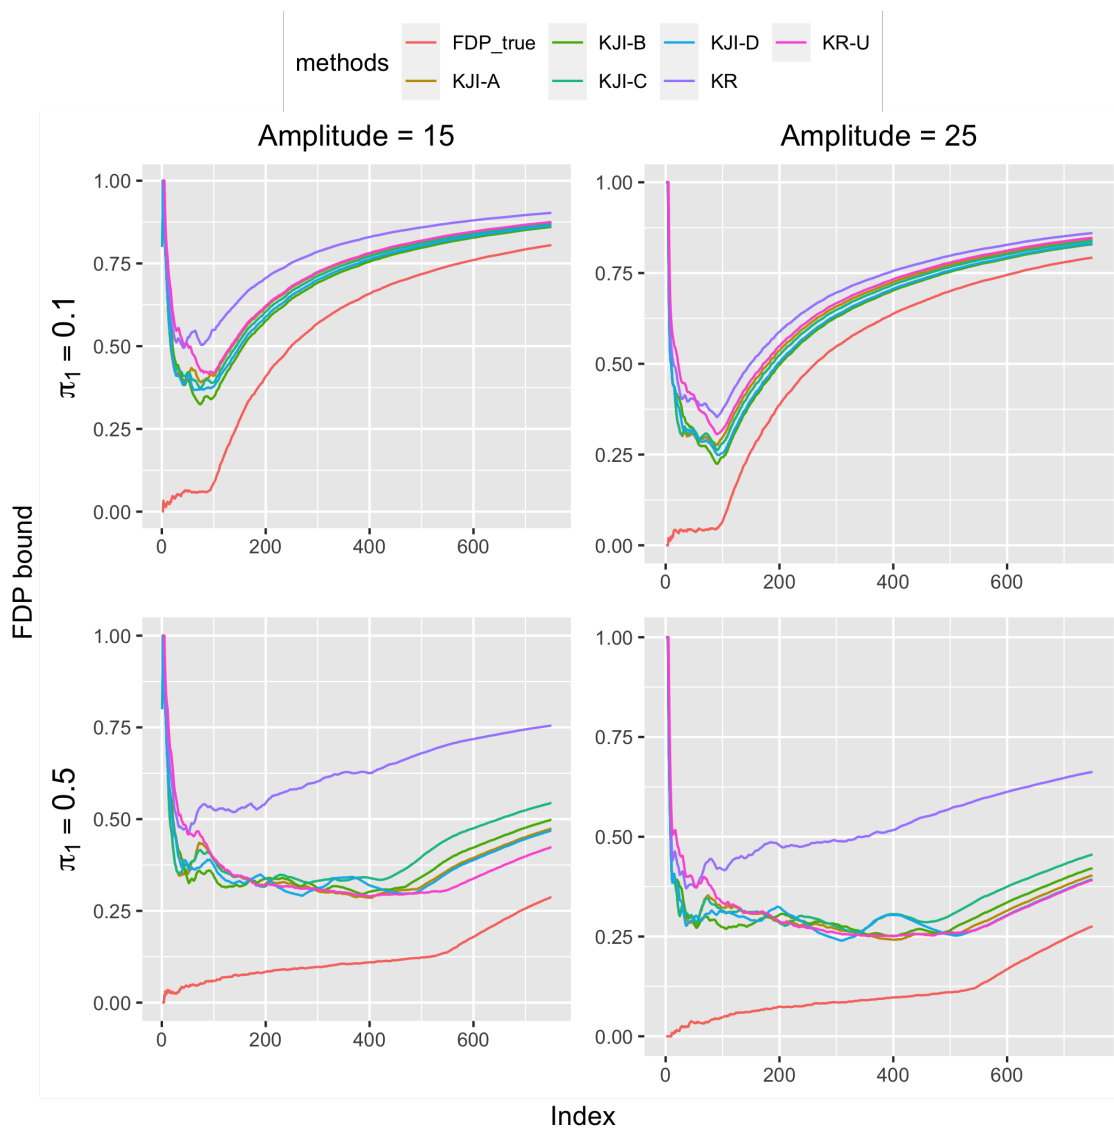 methods FDP_true KJI-B KJI-D KR-U
KJI-A KJI-C KR
Amplitude = 15 Amplitude = 25
FDP bound
π₁ = 0.1
1.00
0.75
0.50
0.25
0.00
0 200 400 600
1.00
0.75
0.50
0.25
0.00
0 200 400 600
π₁ = 0.5
1.00
0.75
0.50
0.25
0.00
0 200 400 600
1.00
0.75
0.50
0.25
0.00
0 200 400 600
Index